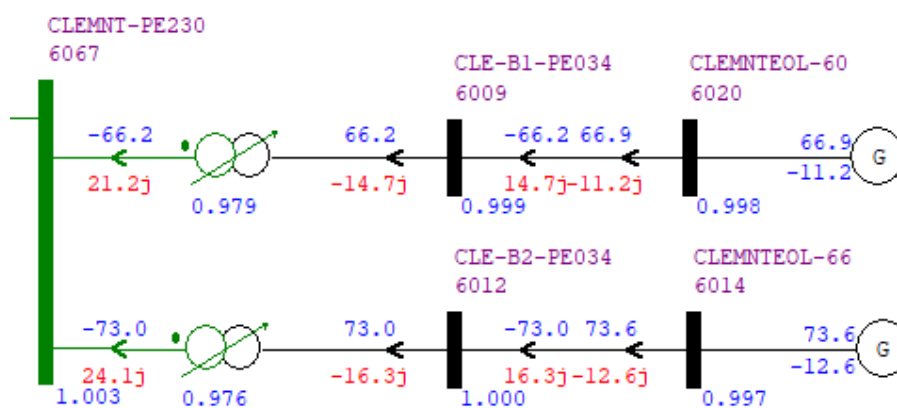 CLEMNT-PE230
6067
CLE-B1-PE034
6009
CLEMNTEOL-60
6020
-66.2 66.2 -66.2 66.9 66.9
21.2j -14.7j 14.7j -11.2j -11.2
G
0.979 0.999 0.998
CLE-B2-PE034
6012
CLEMNTEOL-66
6014
-73.0 73.0 -73.0 73.6 73.6
24.1j -16.3j 16.3j -12.6j -12.6
G
1.003 0.976 1.000 0.997